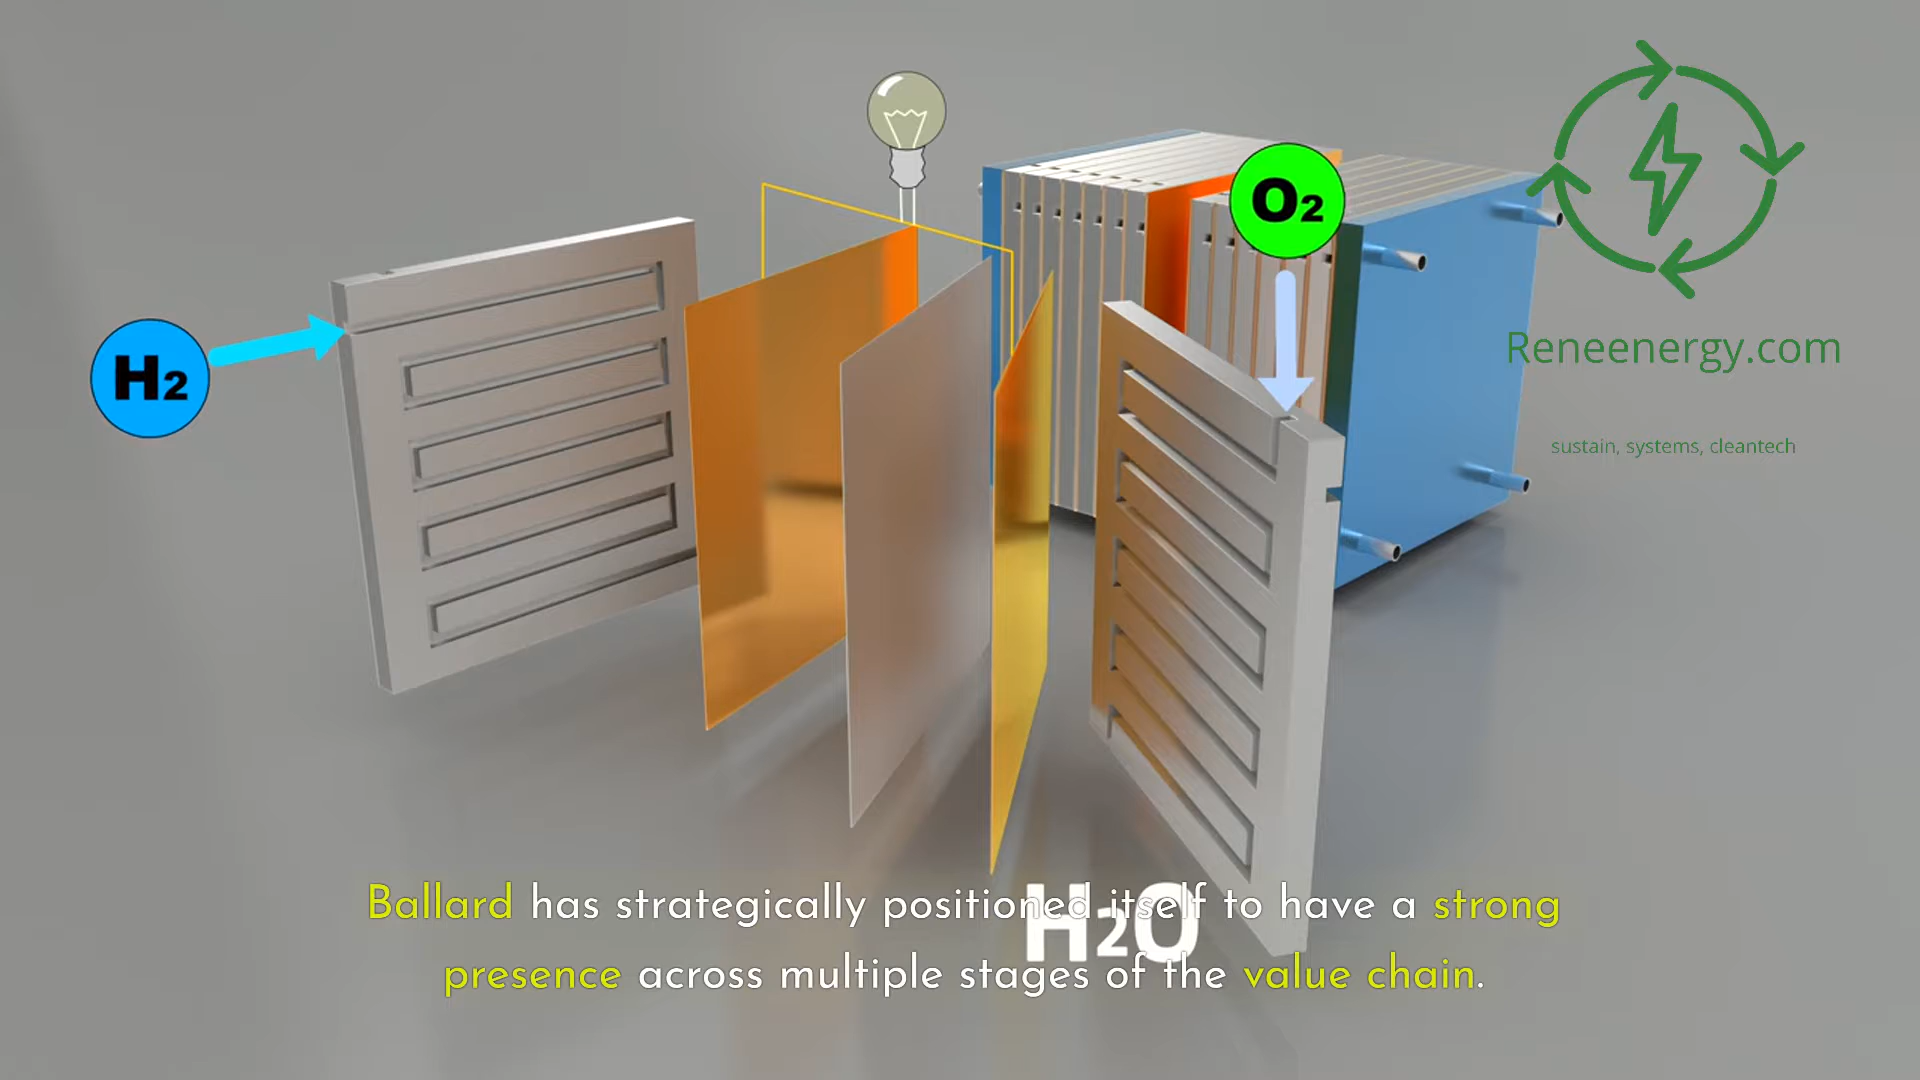 H2
O2
Reneenergy.com
sustain, systems, cleantech
H2O
Ballard has strategically positioned itself to have a strong
presence across multiple stages of the value chain.